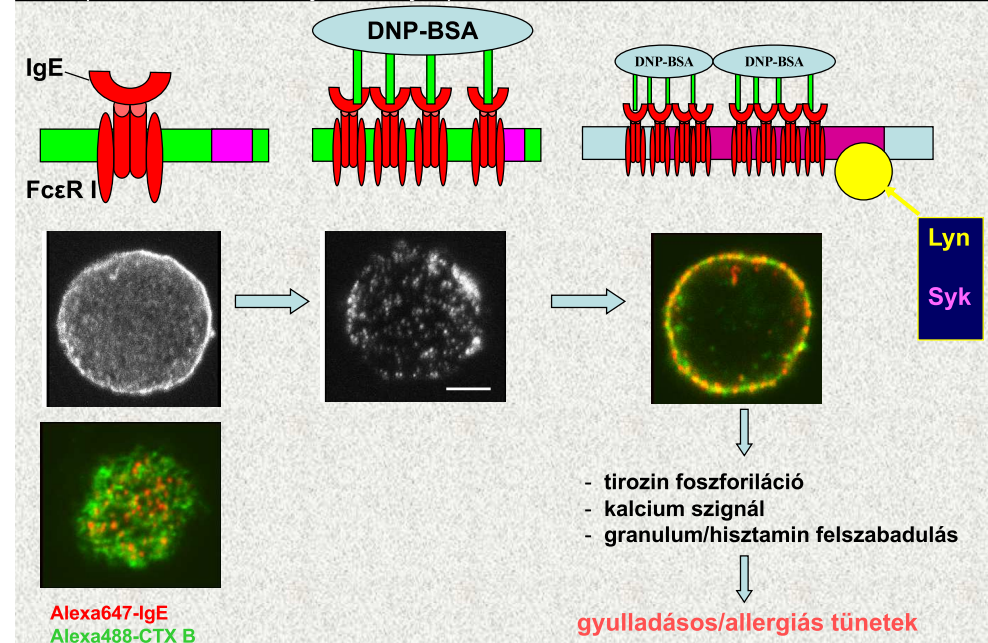 DNP-BSA
IgE
DNP-BSA
DNP-BSA
FcεR I
Lyn
Syk
- tirozin foszforiláció
- kalcium szignál
- granulum/hisztamin felszabadulás
Alexa647-IgE
Alexa488-CTX B
gyulladásos/allergiás tünetek